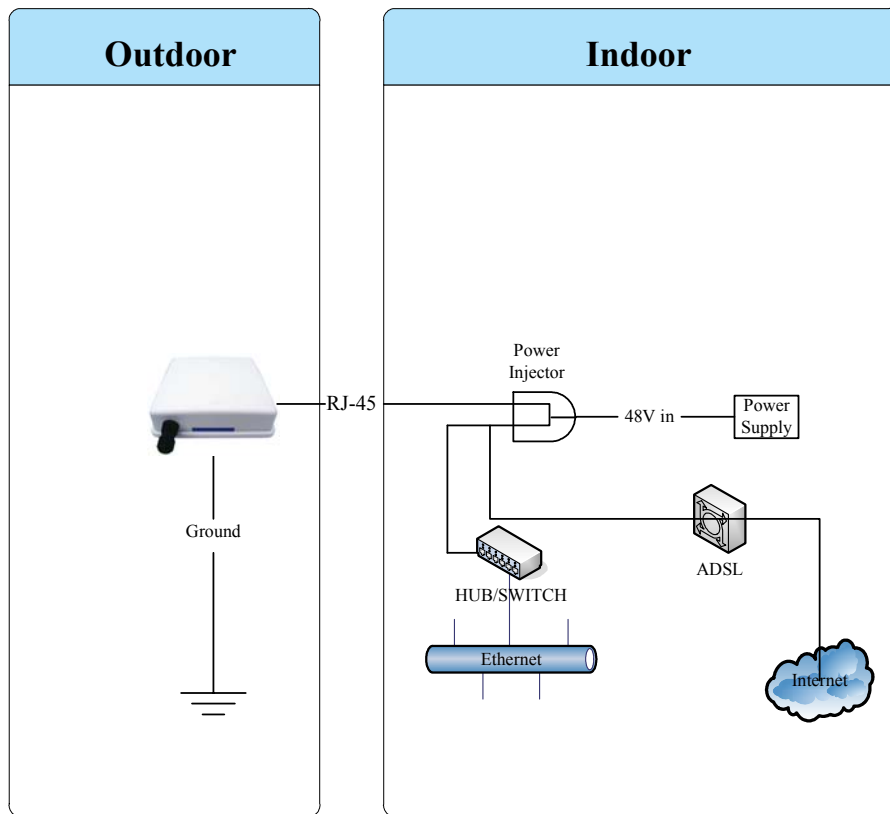 Outdoor
Indoor
Power
Injector
RJ-45
48V in
Power
Supply
Ground
ADSL
HUB/SWITCH
Ethernet
Internet